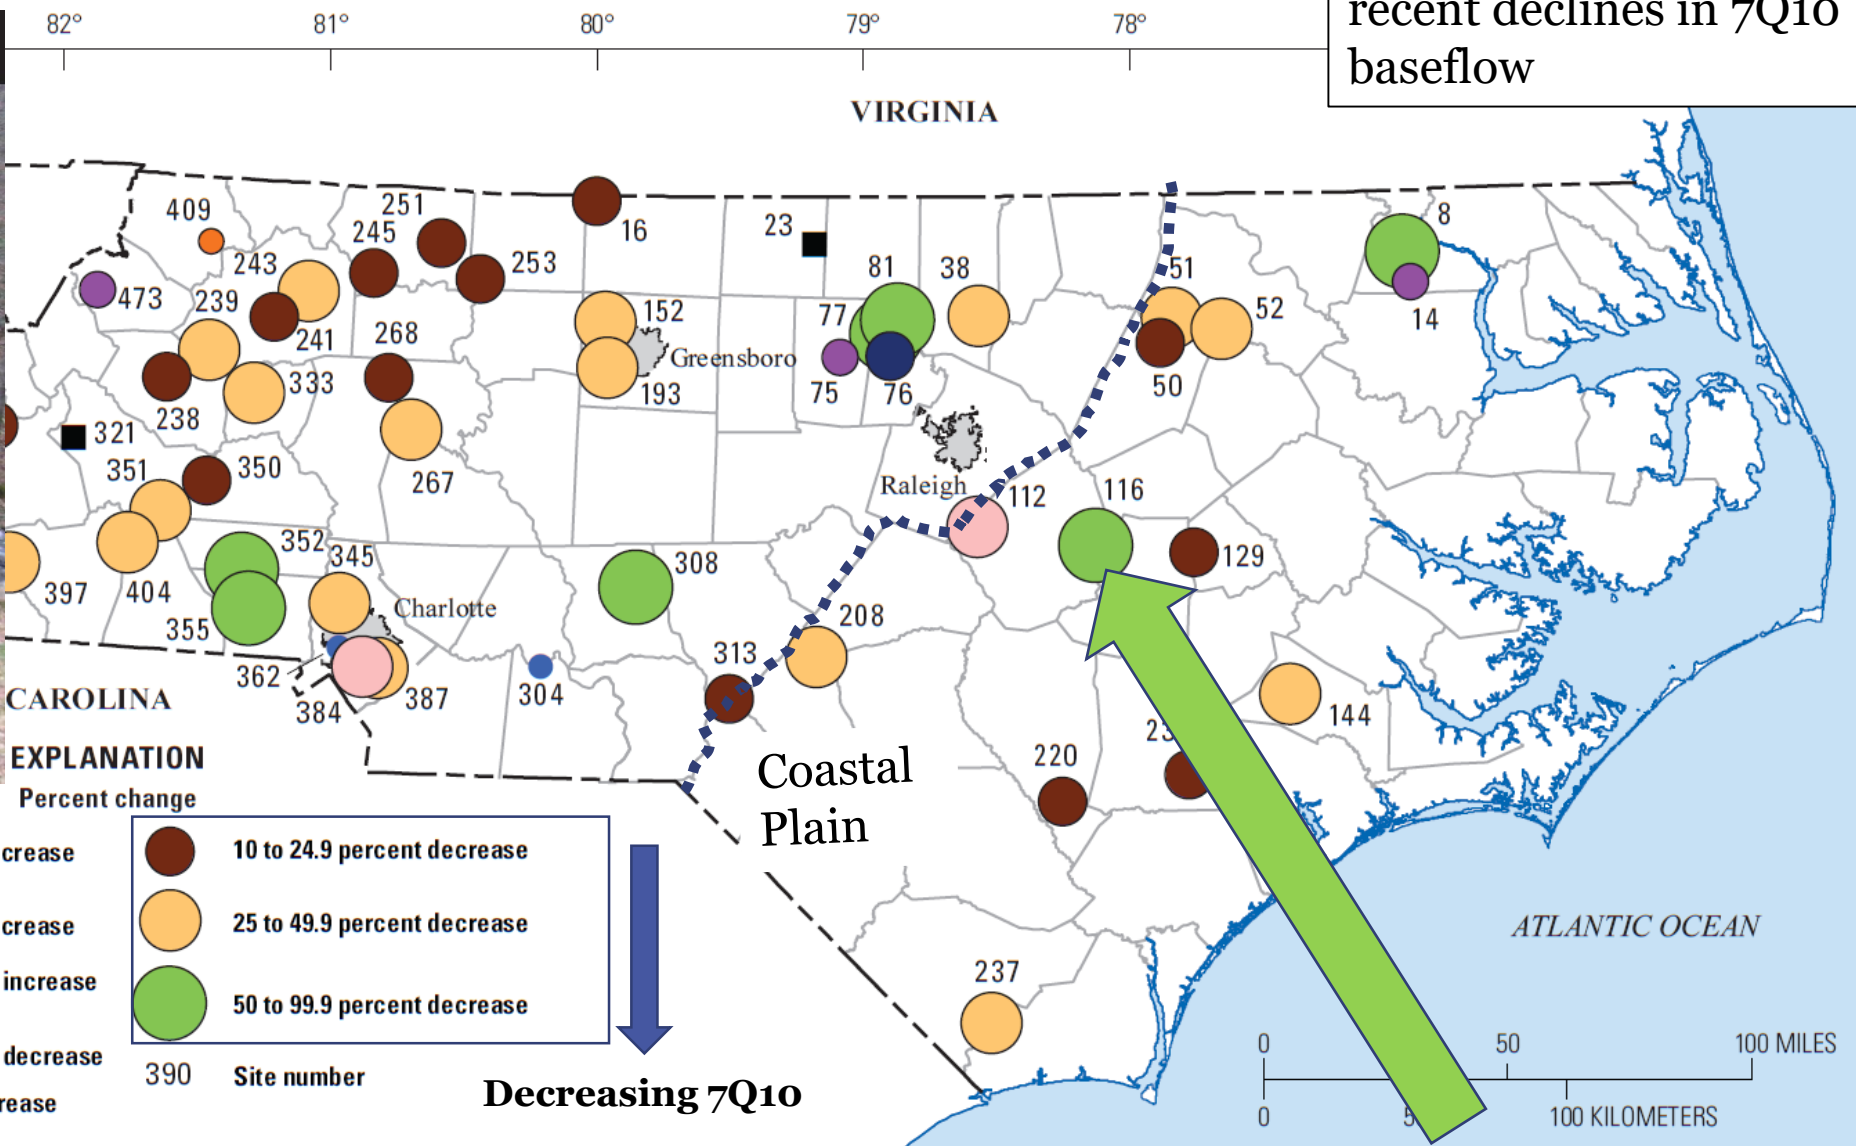 82°
81°
80°
79°
78°
recent declines in 7Q10
baseflow
VIRGINIA
409
251
245
16
23
8
243
253
81
38
51
473
239
152
77
52
14
241
268
Greensboro
333
193
75
76
50
238
321
351
350
267
Raleigh
112
116
352
345
308
129
397
404
Charlotte
208
355
313
362
304
387
384
144
CAROLINA
220
EXPLANATION
Percent change
Coastal
Plain
crease
10 to 24.9 percent decrease
crease
25 to 49.9 percent decrease
ATLANTIC OCEAN
increase
50 to 99.9 percent decrease
237
decrease
390
Site number
Decreasing 7Q10
rease
0
50
100 MILES
0
100 KILOMETERS